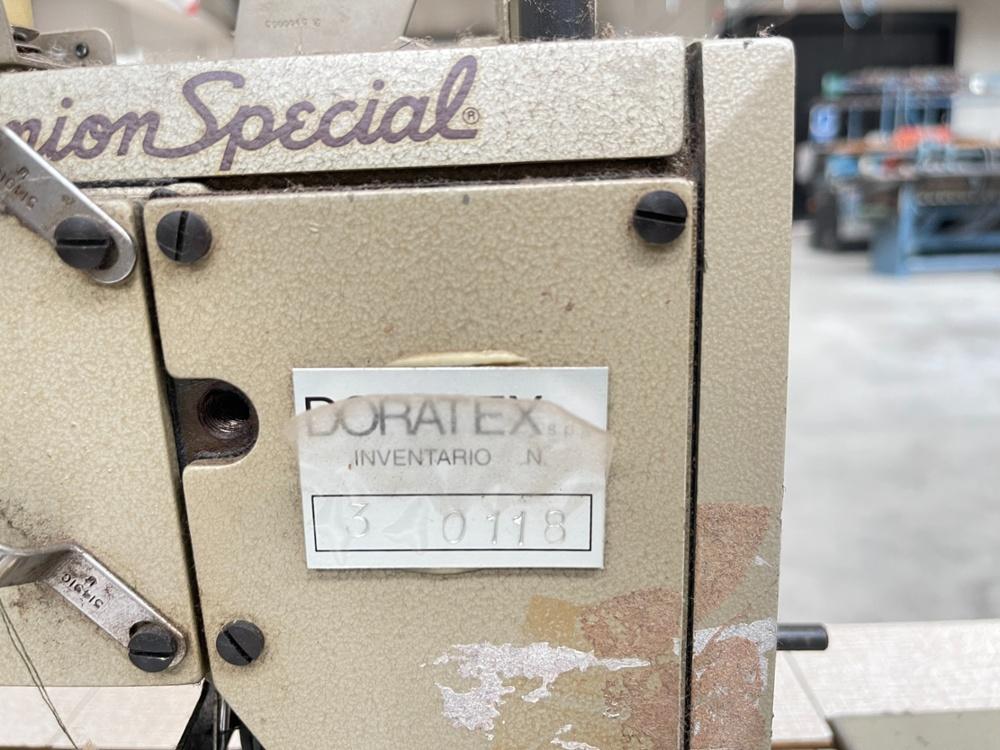 nion Special®
DORATEX s.p.
INVENTARIO N.
3 0118